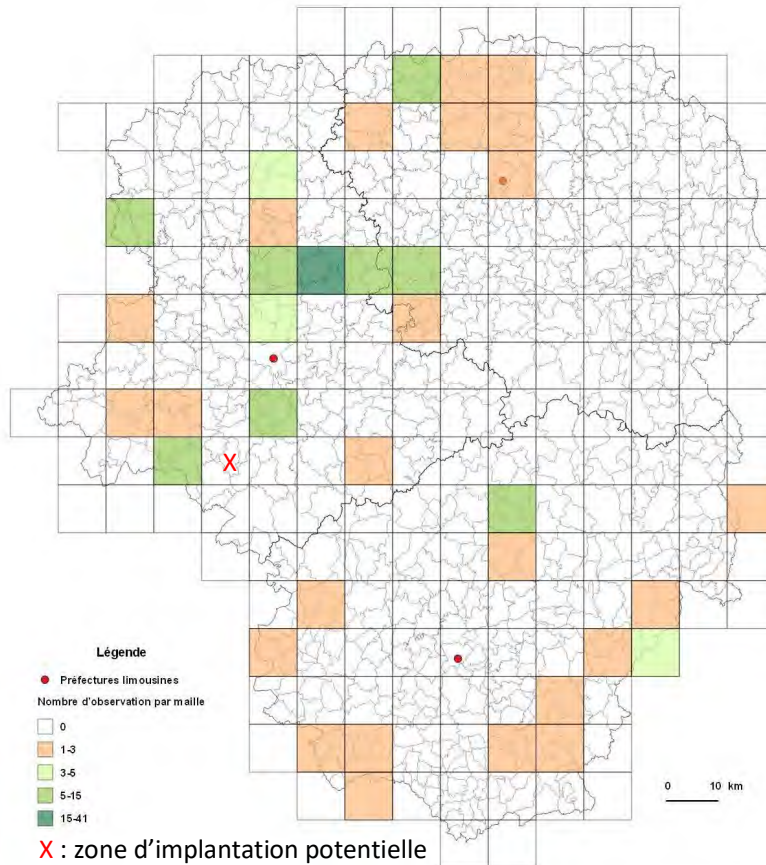 X
Légende
Préfectures limousines
Nombre d'observation par maille
0
1-3
3-5
5-15
15-41
0 10 km
X : zone d'implantation potentielle